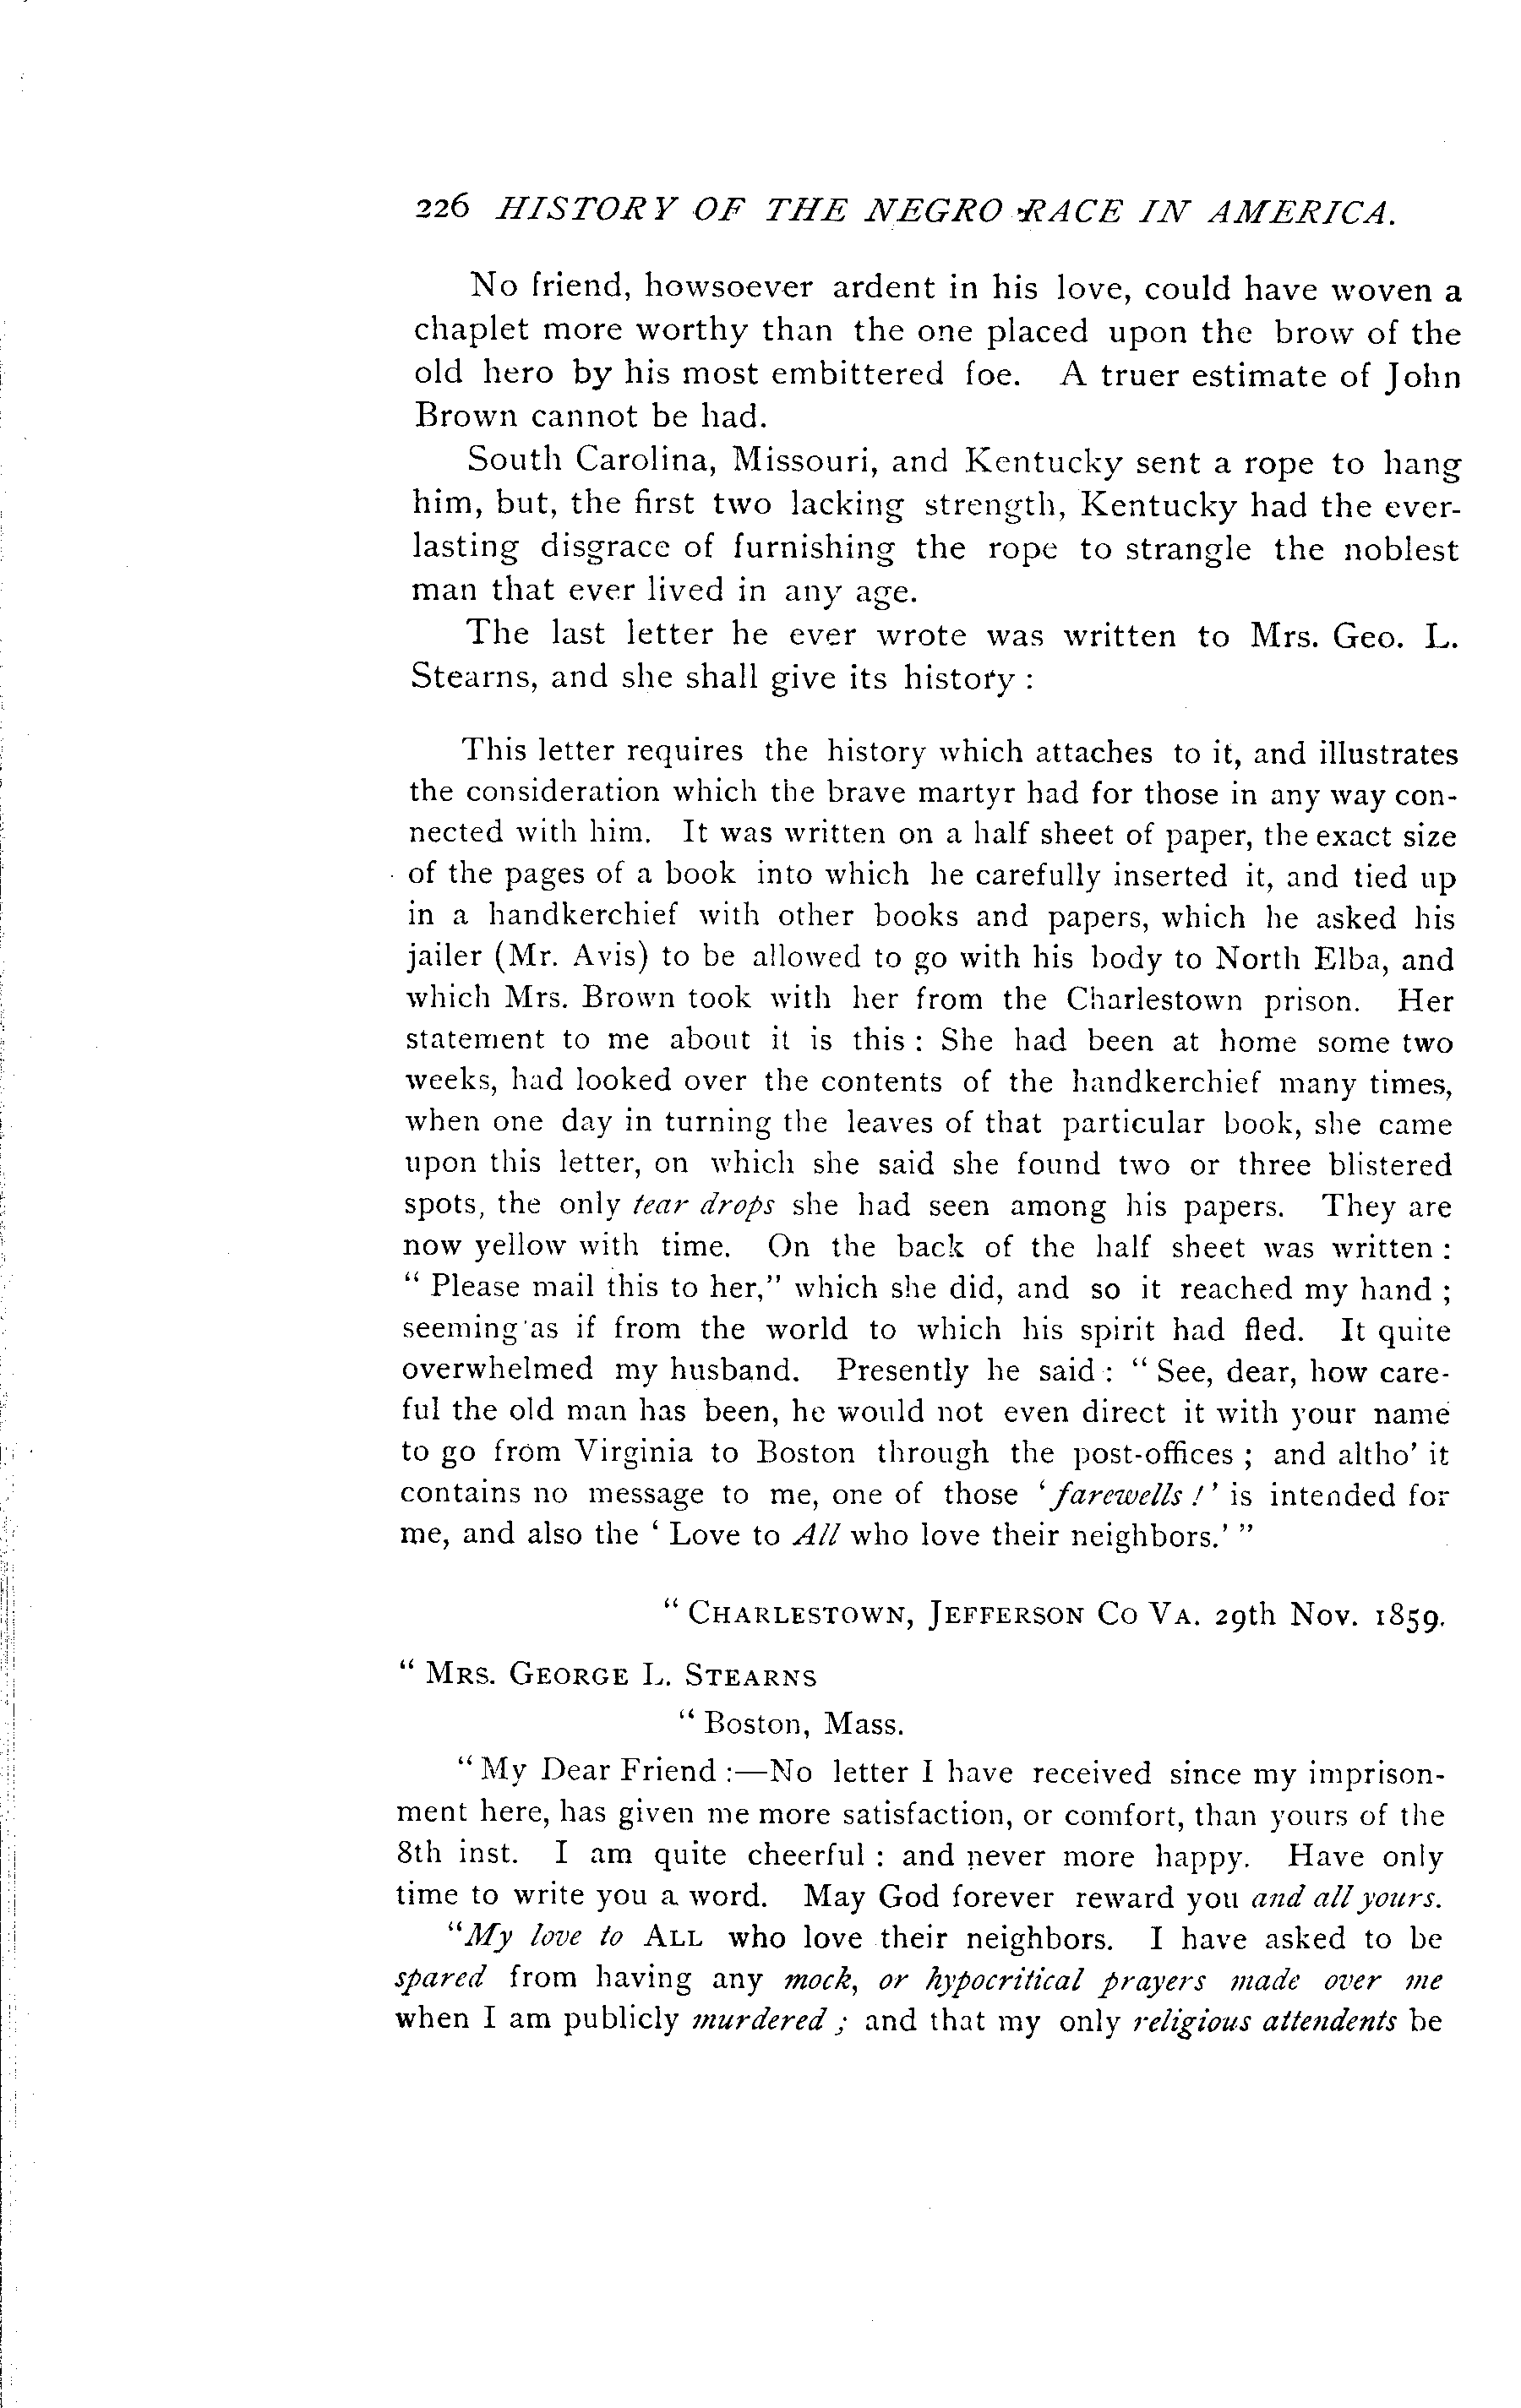 226 HISTORY OF THE NEGRO RACE IN AMERICA.
No friend, howsoever ardent in his love, could have woven a
chaplet more worthy than the one placed upon the brow of the
old hero by his most embittered foe. A truer estimate of John
Brown cannot be had.
South Carolina, Missouri, and Kentucky sent a rope to hang
him, but, the first two lacking strength, Kentucky had the ever-
lasting disgrace of furnishing the rope to strangle the noblest
man that ever lived in any age.
The last letter he ever wrote was written to Mrs. Geo. L.
Stearns, and she shall give its history :
This letter requires the history which attaches to it, and illustrates
the consideration which the brave martyr had for those in any way con-
nected with him. It was written on a half sheet of paper, the exact size
of the pages of a book into which he carefully inserted it, and tied up
in a handkerchief with other books and papers, which he asked his
jailer (Mr. Avis) to be allowed to go with his body to North Elba, and
which Mrs. Brown took with her from the Charlestown prison. Her
statement to me about it is this : She had been at home some two
weeks, had looked over the contents of the handkerchief many times,
when one day in turning the leaves of that particular book, she came
upon this letter, on which she said she found two or three blistered
spots, the only tear drops she had seen among his papers. They are
now yellow with time. On the back of the half sheet was written :
" Please mail this to her," which she did, and so it reached my hand ;
seeming as if from the world to which his spirit had fled. It quite
overwhelmed my husband. Presently he said : " See, dear, how care-
ful the old man has been, he would not even direct it with your name
to go from Virginia to Boston through the post-offices ; and altho' it
contains no message to me, one of those 'farewells !' is intended for
me, and also the ' Love to All who love their neighbors.' "
" CHARLESTOWN, JEFFERSON CO VA. 29th Nov. 1859.
" MRS. GEORGE L. STEARNS
" Boston, Mass.
" My Dear Friend :—No letter I have received since my imprison-
ment here, has given me more satisfaction, or comfort, than yours of the
8th inst. I am quite cheerful : and never more happy. Have only
time to write you a word. May God forever reward you and all yours.
"My love to ALL who love their neighbors. I have asked to be
spared from having any mock, or hypocritical prayers made over me
when I am publicly murdered ; and that my only religious attendents be